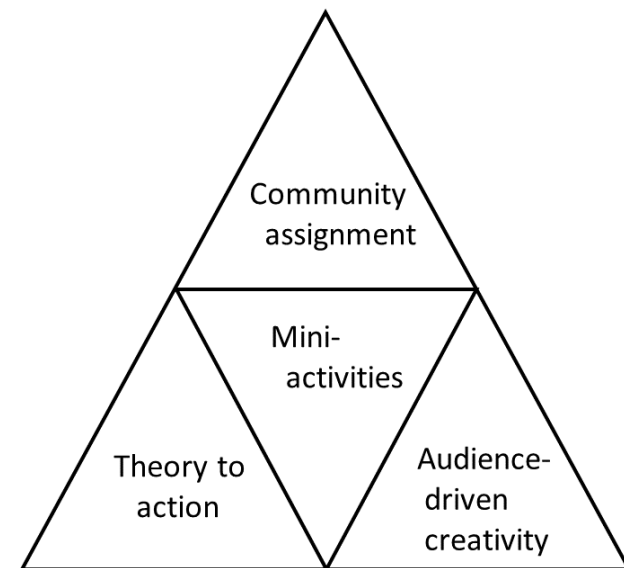 Community
assignment
Mini-
activities
Theory to
action
Audience-
driven
creativity